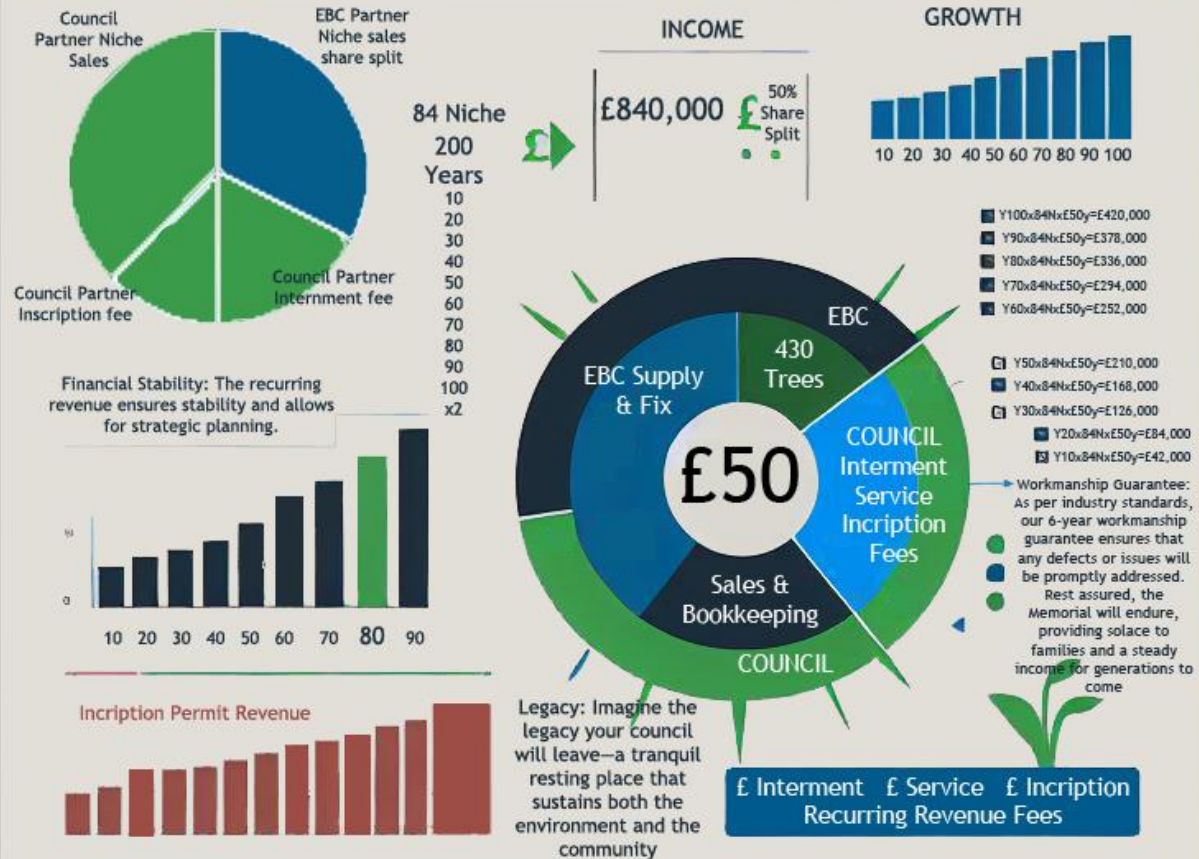 Council
Partner Niche
Sales
EBC Partner
Niche sales
share split
Council Partner
Inscription fee
Council Partner
Internment fee
84 Niche
200
Years
10
20
30
40
50
60
70
80
90
100
x2
£
INCOME
£840,000
£
50%
Share
Split
GROWTH
10 20 30 40 50 60 70 80 90 100
Y100x84Nx£50y=£420,000
Y90x84Nx£50y=£378,000
Y80x84Nx£50y=£336,000
Y70x84Nx£50y=£294,000
Y60x84Nx£50y=£252,000
Y50x84Nx£50y=£210,000
Y40x84Nx£50y=£168,000
Y30x84Nx£50y=£126,000
Y20x84Nx£50y=£84,000
Y10x84Nx£50y=£42,000
Financial Stability: The recurring
revenue ensures stability and allows
for strategic planning.
10 20 30 40 50 60 70 80 90
EBC
EBC Supply
& Fix
430
Trees
£50
COUNCIL
Interment
Service
Incription
Fees
Sales &
Bookkeeping
COUNCIL
Workmanship Guarantee:
As per industry standards,
our 6-year workmanship
guarantee ensures that
any defects or issues will
be promptly addressed.
Rest assured, the
Memorial will endure,
providing solace to
families and a steady
income for generations to
come
Incription Permit Revenue
Legacy: Imagine the
legacy your council
will leave—a tranquil
resting place that
sustains both the
environment and the
community
£ Interment £ Service £ Incription
Recurring Revenue Fees